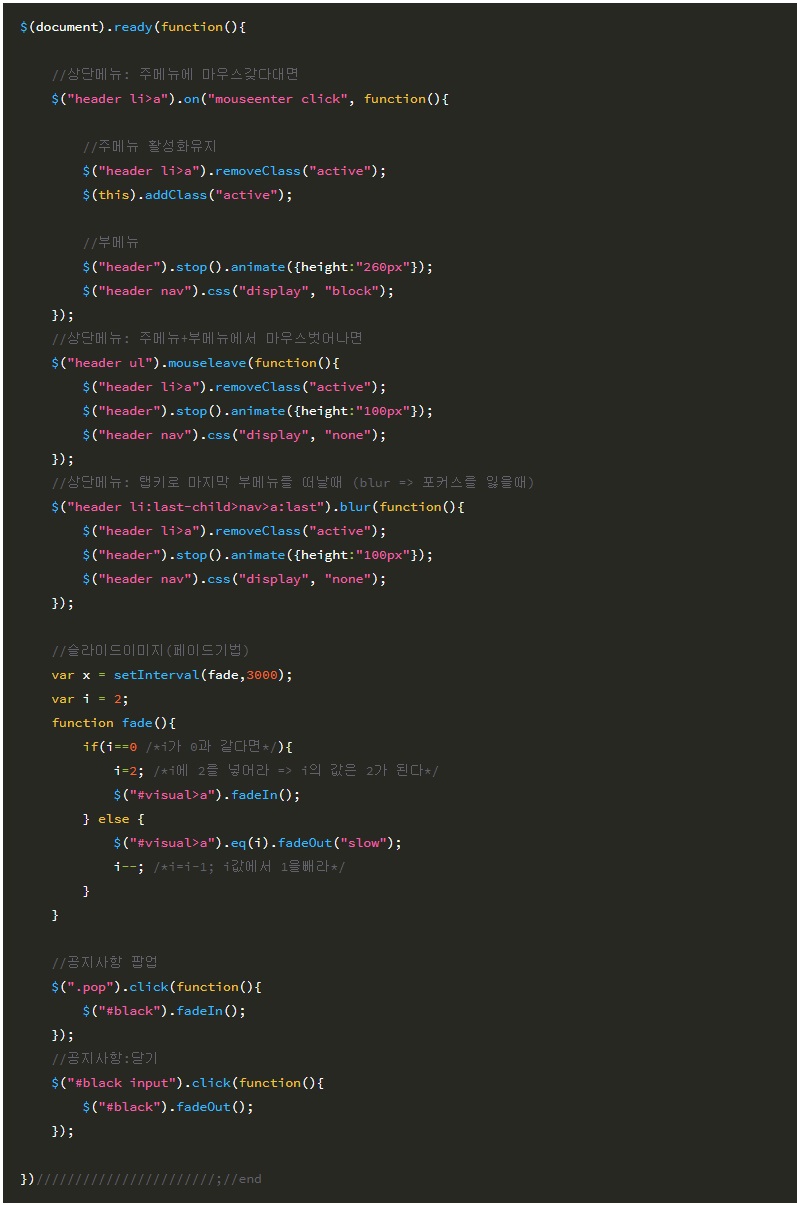 $(document).ready(function(){
//상단메뉴: 주메뉴에 마우스갖다대면
$("header li>a").on("mouseenter click", function(){
//주메뉴 활성화유지
$("header li>a").removeClass("active");
$(this).addClass("active");
//부메뉴
$("header").stop().animate({height:"260px"});
$("header nav").css("display", "block");
});
//상단메뉴: 주메뉴+부메뉴에서 마우스벗어나면
$("header ul").mouseleave(function(){
$("header li>a").removeClass("active");
$("header").stop().animate({height:"100px"});
$("header nav").css("display", "none");
});
//상단메뉴: 탭키로 마지막 부메뉴를 떠날때 (blur => 포커스를 잃을때)
$("header li:last-child>nav>a:last").blur(function(){
$("header li>a").removeClass("active");
$("header").stop().animate({height:"100px"});
$("header nav").css("display", "none");
});
//슬라이드이미지(페이드기법)
var x = setInterval(fade,3000);
var i = 2;
function fade(){
if(i==0 /*i가 0과 같다면*/){
i=2; /*i에 2를 넣어라 => i의 값은 2가 된다*/
$("#visual>a").fadeIn();
} else {
$("#visual>a").eq(i).fadeOut("slow");
i--; /*i=i-1; i값에서 1을빼라*/
}
}
//공지사항 팝업
$(".pop").click(function(){
$("#black").fadeIn();
});
//공지사항:닫기
$("#black input").click(function(){
$("#black").fadeOut();
});
})///////////////////////;//end